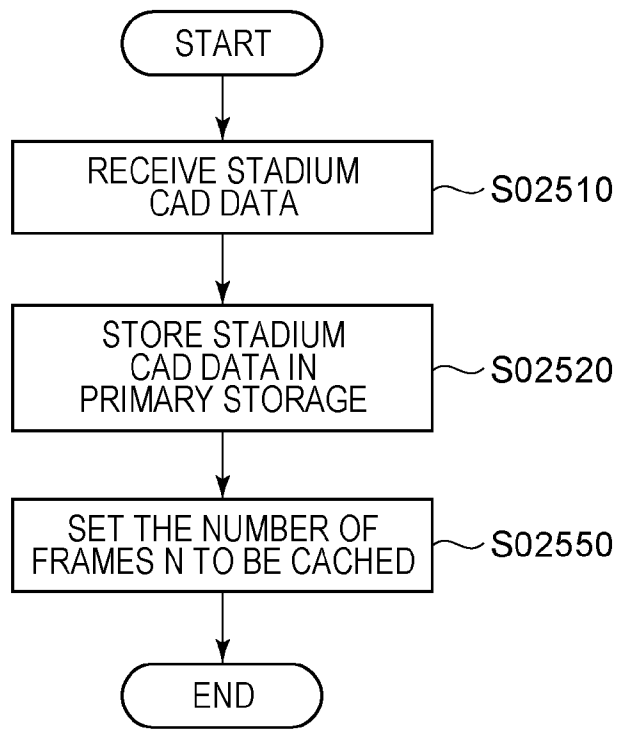 START
RECEIVE STADIUM
CAD DATA
S02510
STORE STADIUM
CAD DATA IN
PRIMARY STORAGE
S02520
SET THE NUMBER OF
FRAMES N TO BE CACHED
S02550
END